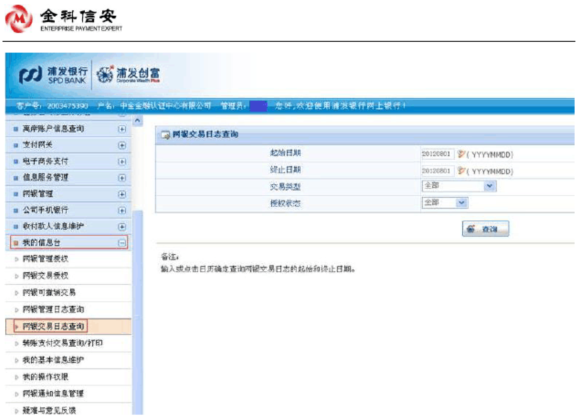 金科信安
ENTERPRISE PAYMENT EXPERT
浦发银行
SPD BANK
浦发创富
Corporate Wealth Plus
客户号: 2003475390 户名: 中金金融认证中心有限公司 管理员: 您好,欢迎使用浦发银行网上银行!
离岸账户信息查询
支付网关
电子商务支付
信息服务管理
网银管理
公司手机银行
收付款人信息维护
我的信息台
网银管理授权
网银交易授权
网银可撤销交易
网银管理日志查询
网银交易日志查询
转账支付交易查询/打印
我的基本信息维护
我的操作权限
网银通知信息管理
疑难与意见反馈
网银交易日志查询
起始日期 20120801 (YYYYMMDD)
终止日期 20120801 (YYYYMMDD)
交易类型 全部
授权状态 全部
查询
备注:
输入或点击日历确定查询网银交易日志的起始和终止日期。